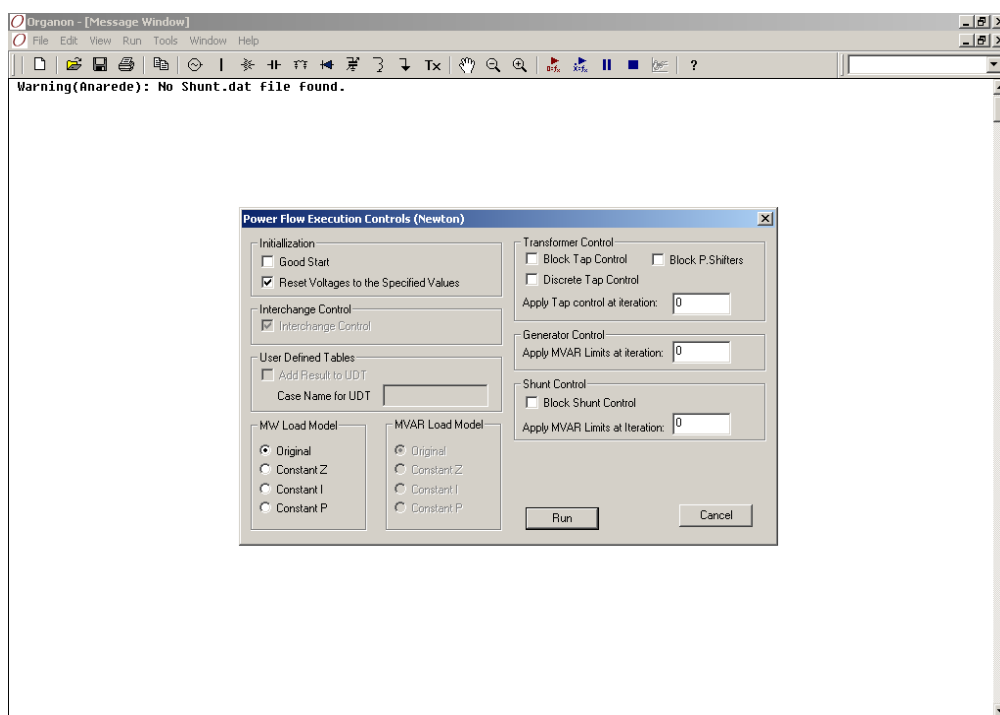 Organon - [Message Window]
File Edit View Run Tools Window Help
Tx ?
Warning(Anarede): No Shunt.dat file found.
Power Flow Execution Controls (Newton)
Initiallization
Good Start
Reset Voltages to the Specified Values
Interchange Control
Interchange Control
User Defined Tables
Add Result to UDT
Case Name for UDT
MW Load Model
Original
Constant Z
Constant I
Constant P
MVAR Load Model
Original
Constant Z
Constant I
Constant P
Transformer Control
Block Tap Control Block P.Shifters
Discrete Tap Control
Apply Tap control at iteration: 0
Generator Control
Apply MVAR Limits at iteration: 0
Shunt Control
Block Shunt Control
Apply MVAR Limits at Iteration: 0
Run Cancel